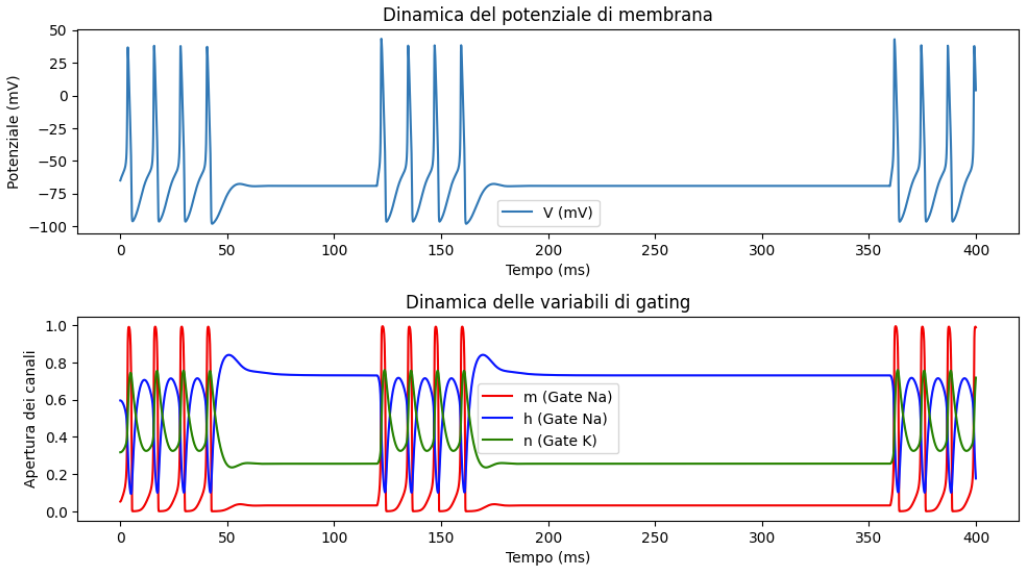 Dinamica del potenziale di membrana
Potenziale (mV)
50
25
0
−25
−50
−75
−100
V (mV)
0 50 100 150 200 250 300 350 400
Tempo (ms)
Dinamica delle variabili di gating
Apertura dei canali
1.0
0.8
0.6
0.4
0.2
0.0
m (Gate Na)
h (Gate Na)
n (Gate K)
0 50 100 150 200 250 300 350 400
Tempo (ms)